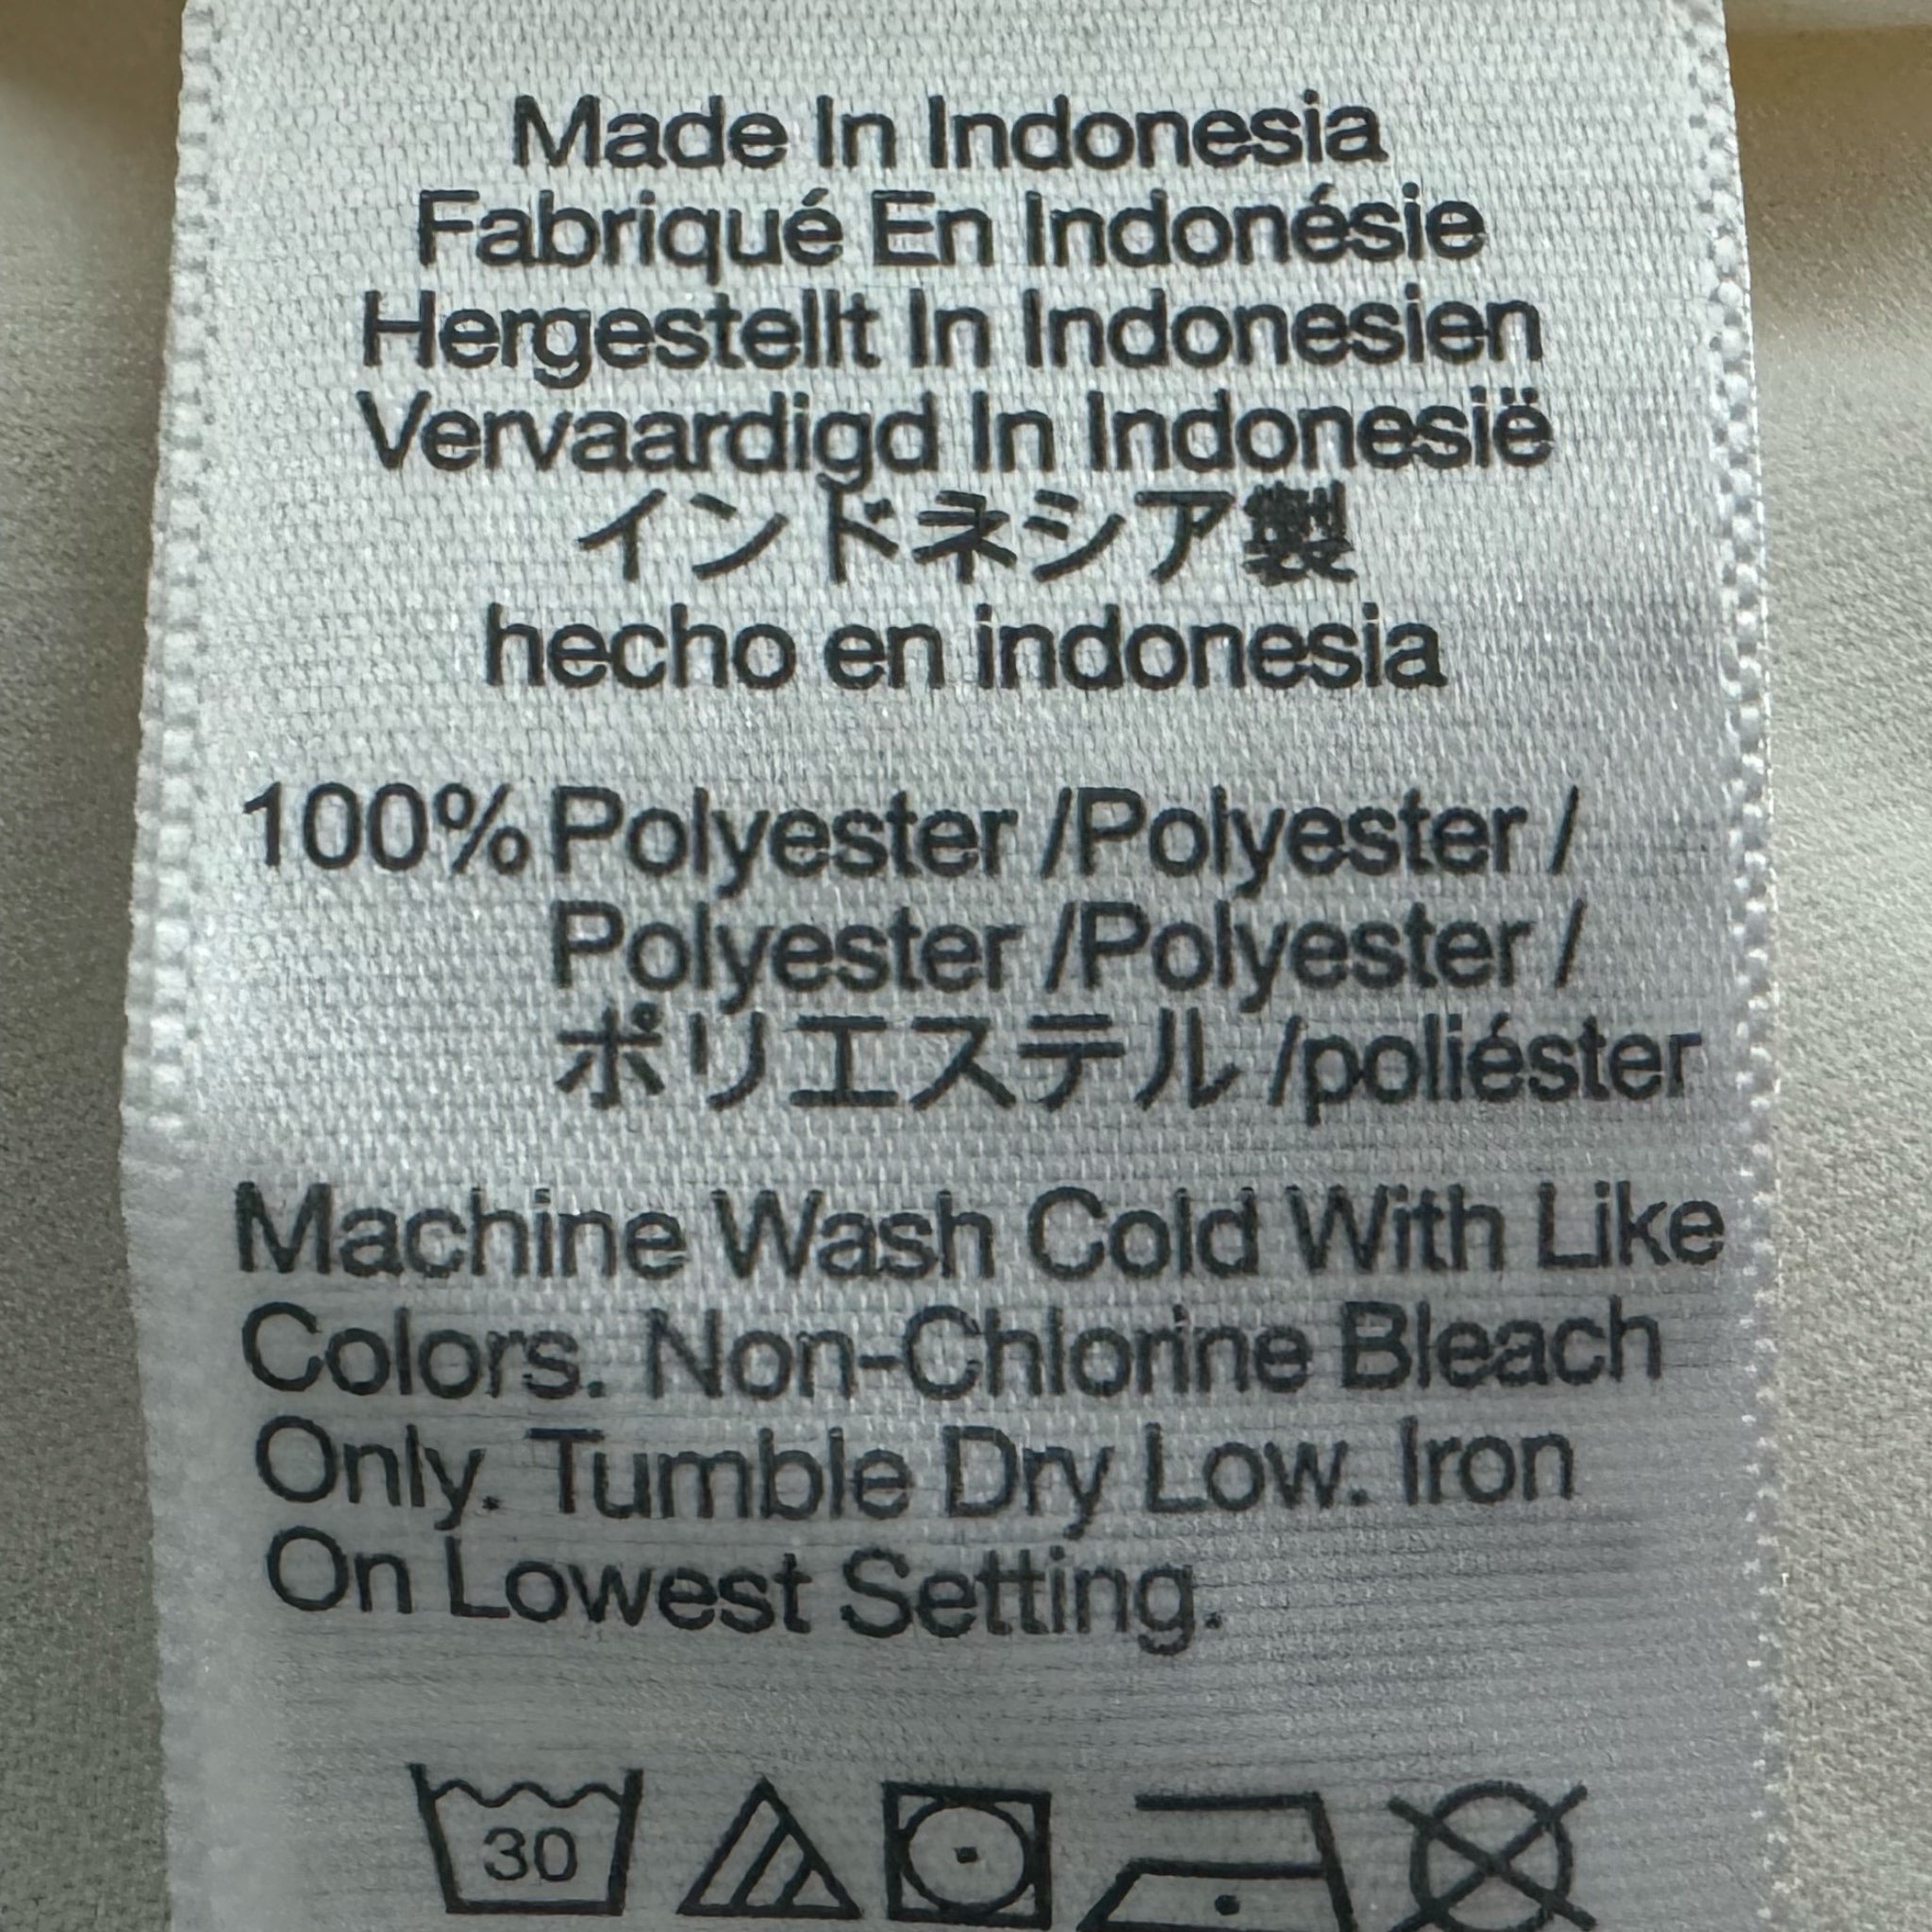 Made In Indonesia
Fabriqué En Indonésie
Hergestellt In Indonesien
Vervaardigd In Indonesië
インドネシア製
hecho en indonesia
100% Polyester /Polyester /
Polyester /Polyester /
ポリエステル /poliéster
Machine Wash Cold With Like
Colors. Non-Chlorine Bleach
Only. Tumble Dry Low. Iron
On Lowest Setting.
30